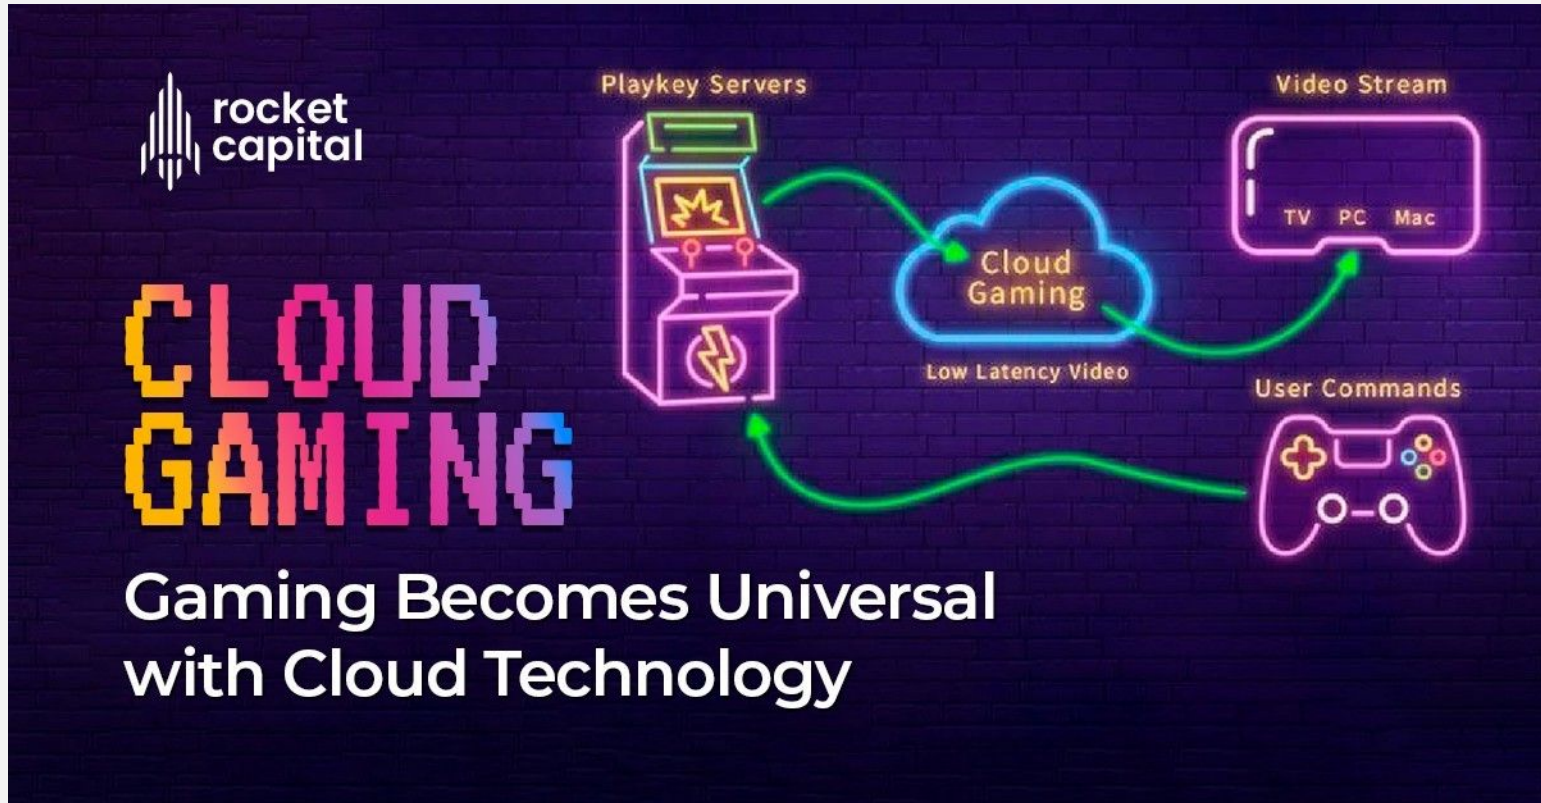 rocket
capital
CLOUD
GAMING
Gaming Becomes Universal
with Cloud Technology
Playkey Servers
Cloud
Gaming
Low Latency Video
Video Stream
TV PC Mac
User Commands